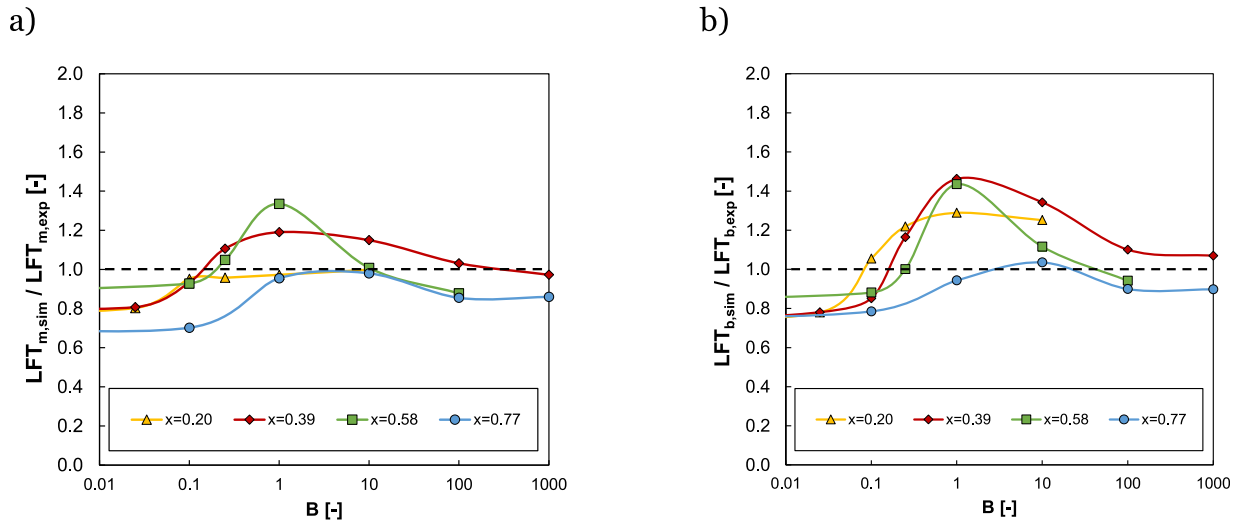 a)
2.0
1.8
1.6
1.4
1.2
1.0
0.8
0.6
0.4
0.2
0.0
LFTm,sim / LFTm,exp [-]
x=0.20 x=0.39 x=0.58 x=0.77
0.01 0.1 1 10 100 1000
B [-]
b)
2.0
1.8
1.6
1.4
1.2
1.0
0.8
0.6
0.4
0.2
0.0
LFTb,sim / LFTb,exp [-]
x=0.20 x=0.39 x=0.58 x=0.77
0.01 0.1 1 10 100 1000
B [-]